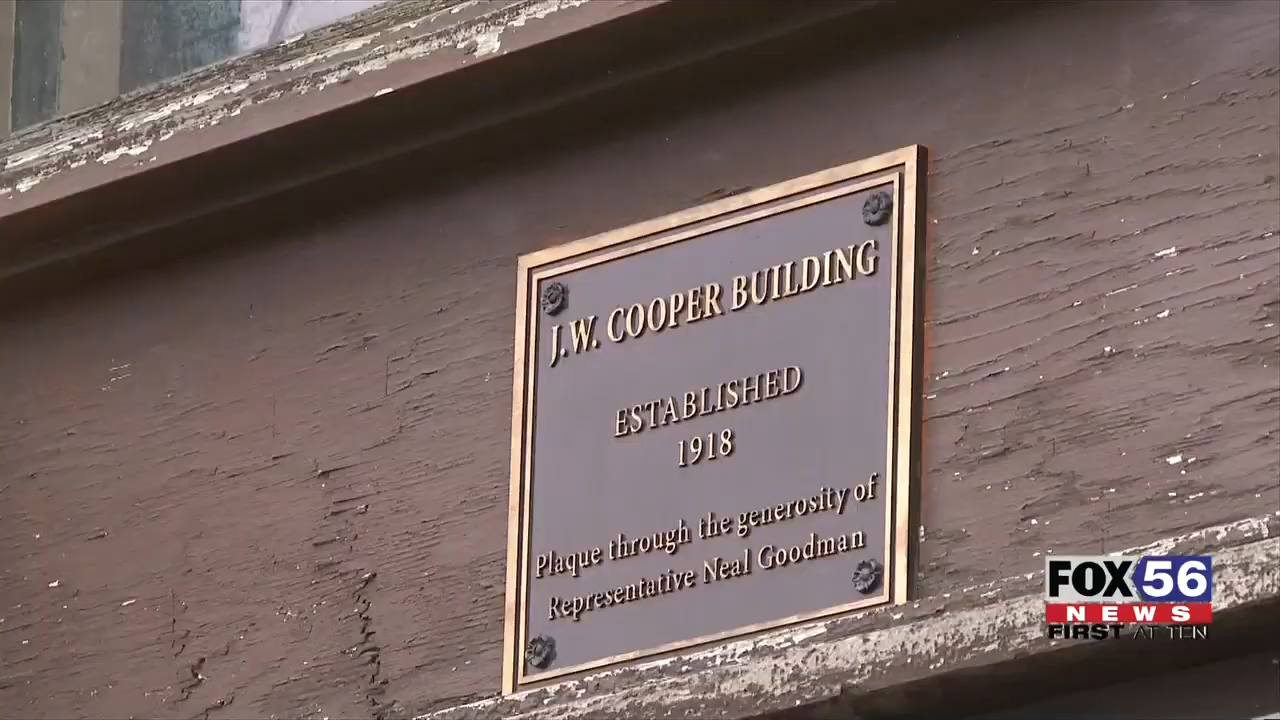 J.W. COOPER BUILDING
ESTABLISHED
1918
Plaque through the generosity of
Representative Neal Goodman
FOX 56
NEWS
FIRST AT TEN